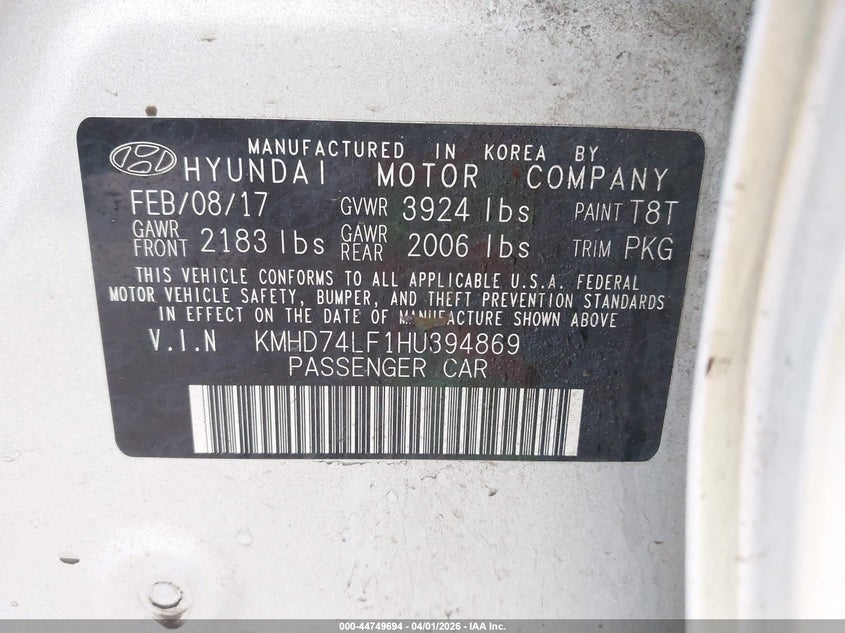 MANUFACTURED IN KOREA BY
HYUNDAI MOTOR COMPANY
FEB/08/17 GVWR 3924 lbs PAINT T8T
GAWR FRONT 2183 lbs GAWR REAR 2006 lbs TRIM PKG
THIS VEHICLE CONFORMS TO ALL APPLICABLE U.S.A. FEDERAL
MOTOR VEHICLE SAFETY, BUMPER, AND THEFT PREVENTION STANDARDS
IN EFFECT ON THE DATE OF MANUFACTURE SHOWN ABOVE
V.I.N KMHD74LF1HU394869
PASSENGER CAR
000-44749694 | 04/01/2026 | IAA Inc.